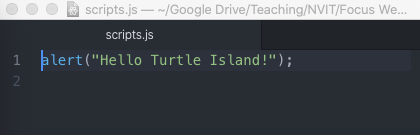 scripts.js — ~/Google Drive/Teaching/NVIT/Focus We...
scripts.js
1 alert("Hello Turtle Island!");
2